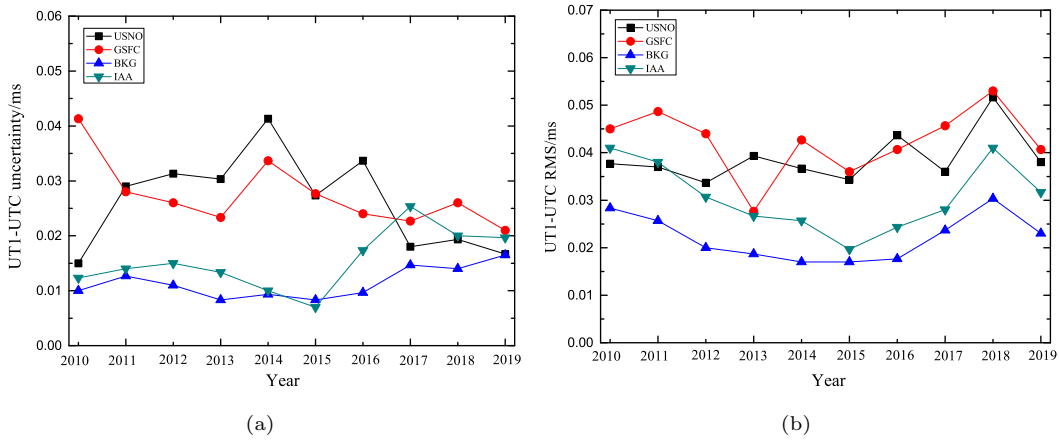 0.06
0.05
0.04
0.03
0.02
0.01
0.00
UT1-UTC uncertainty/ms
USNO
GSFC
BKG
IAA
2010 2011 2012 2013 2014 2015 2016 2017 2018 2019
Year
(a)
0.07
0.06
0.05
0.04
0.03
0.02
0.01
0.00
UT1-UTC RMS/ms
USNO
GSFC
BKG
IAA
2010 2011 2012 2013 2014 2015 2016 2017 2018 2019
Year
(b)